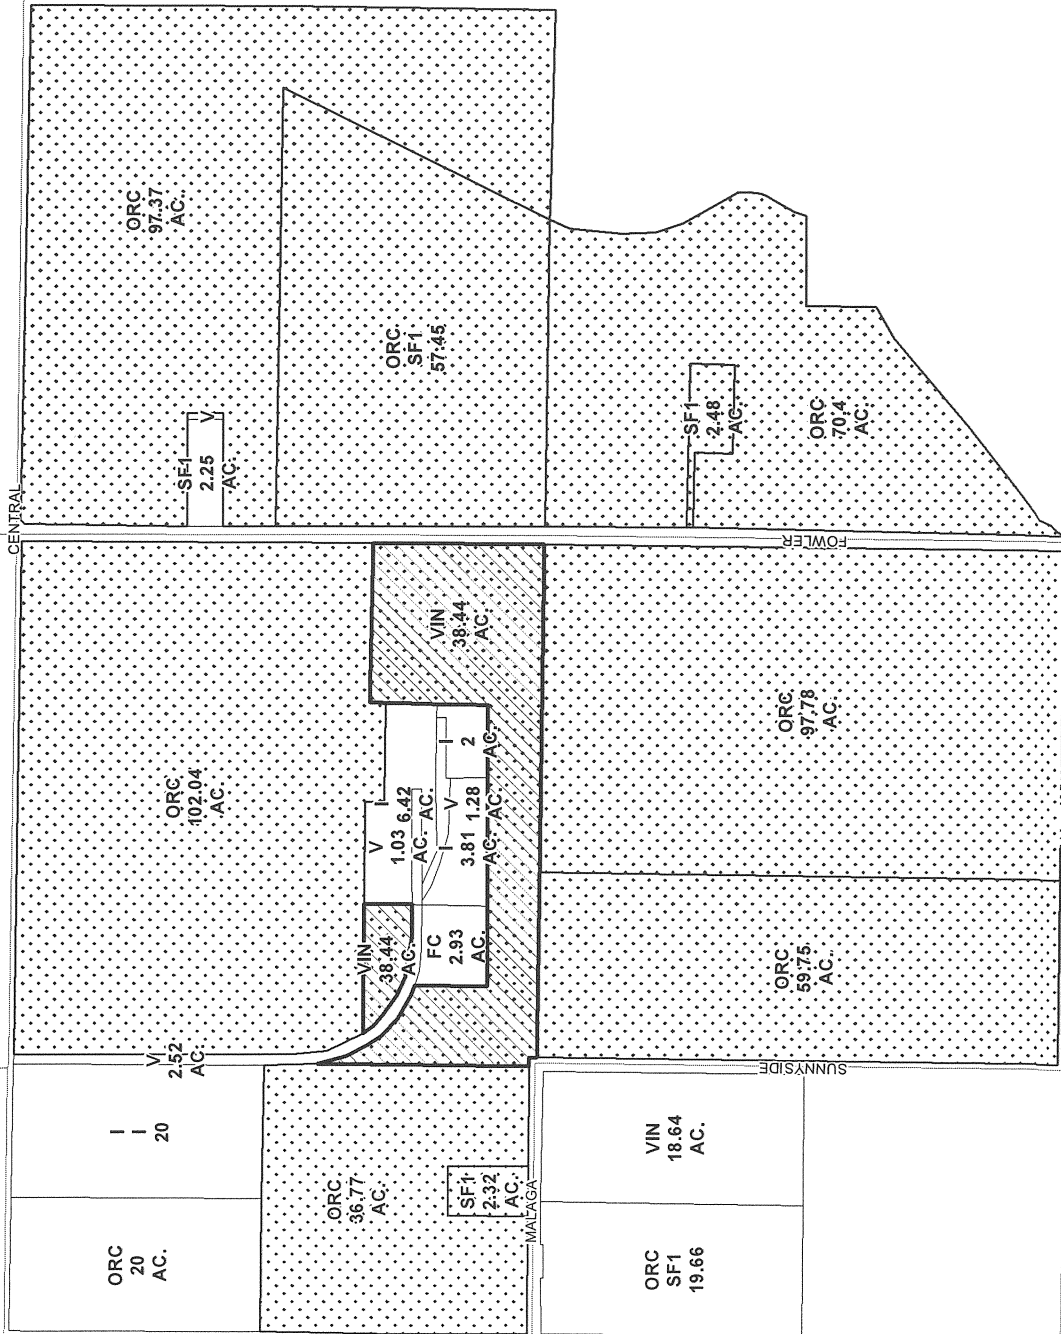 CENTRAL
ORC
97.37
AC.
SF1
2.25
AC.
V
ORC
SF1
57.45
SF1
2.48
AC.
ORC
70.4
AC.
FOWLER
ORC
102.04
AC.
VIN
38.44
AC.
V
1.03
AC.
I
6.42
AC.
I
2
AC.
V
1.28
AC.
I
3.81
AC.
FC
2.93
AC.
VIN
38.44
AC.
V
2.52
AC.
ORC
97.78
AC.
ORC
59.75
AC.
SUNNYSIDE
I
I
20
ORC
20
AC.
ORC
36.77
AC.
SF1
2.32
AC.
MALAGA
VIN
18.64
AC.
ORC
SF1
19.66